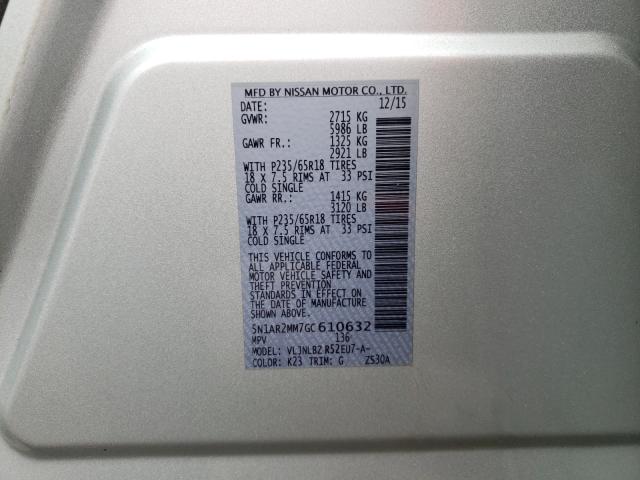 MFD BY NISSAN MOTOR CO., LTD.
DATE: 12/15
GVWR: 2715 KG
5986 LB
GAWR FR.: 1325 KG
2921 LB
WITH P235/65R18 TIRES
18 X 7.5 RIMS AT 33 PSI
COLD SINGLE
GAWR RR.: 1415 KG
3120 LB
WITH P235/65R18 TIRES
18 X 7.5 RIMS AT 33 PSI
COLD SINGLE
THIS VEHICLE CONFORMS TO
ALL APPLICABLE FEDERAL
MOTOR VEHICLE SAFETY AND
THEFT PREVENTION
STANDARDS IN EFFECT ON
THE DATE OF MANUFACTURE
SHOWN ABOVE.
5N1AR2MM7GC610632
MPV 136
MODEL: VLJNLBZ R52EU7-A-
COLOR: K23 TRIM: G ZS30A